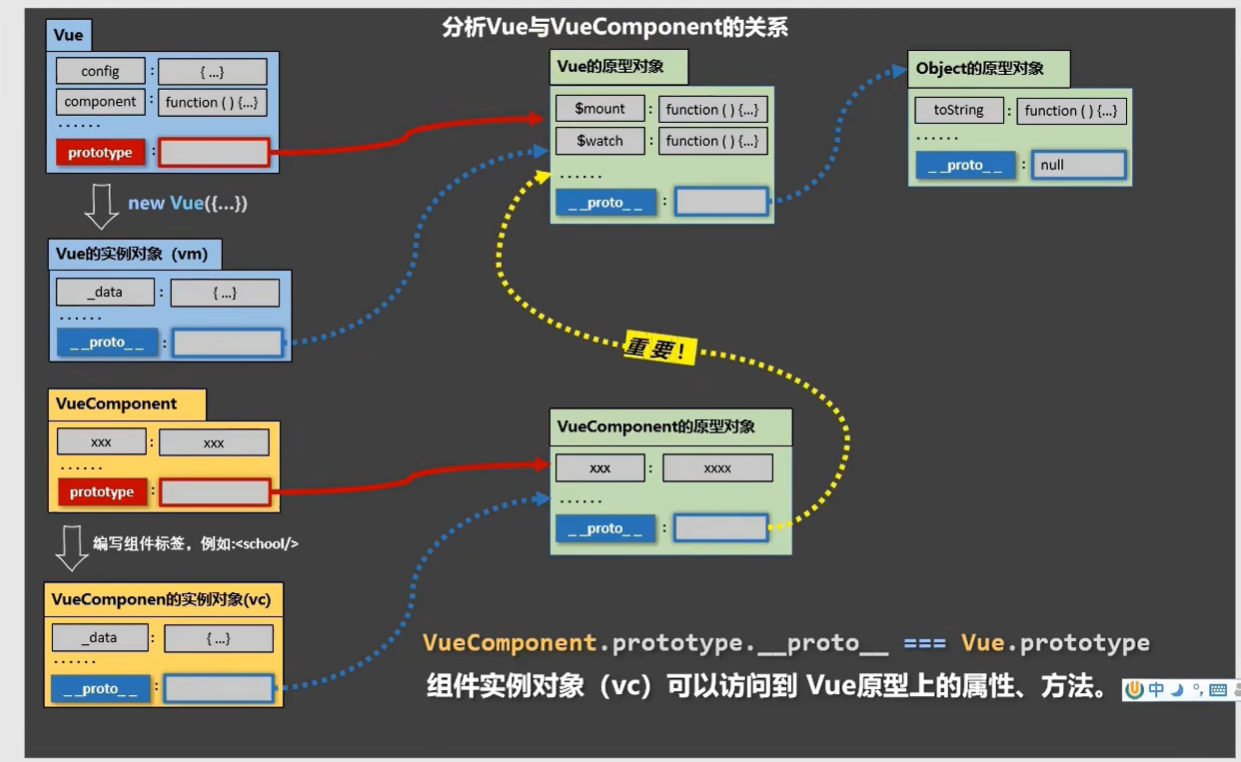 分析Vue与VueComponent的关系
Vue
config : { ...}
component : function ( ) {...}
......
prototype :
new Vue({...})
Vue的实例对象（vm）
_data : { ...}
......
__proto__ :
VueComponent
xxx : xxx
......
prototype :
编写组件标签，例如:<school/>
VueComponen的实例对象(vc)
_data : { ...}
......
__proto__ :
Vue的原型对象
$mount : function ( ) {...}
$watch : function ( ) {...}
......
__proto__ :
Object的原型对象
toString : function ( ) {...}
......
__proto__ : null
重要！
VueComponent的原型对象
xxx : xxxx
......
__proto__ :
VueComponent.prototype.__proto__ === Vue.prototype
组件实例对象（vc）可以访问到 Vue原型上的属性、方法。
中